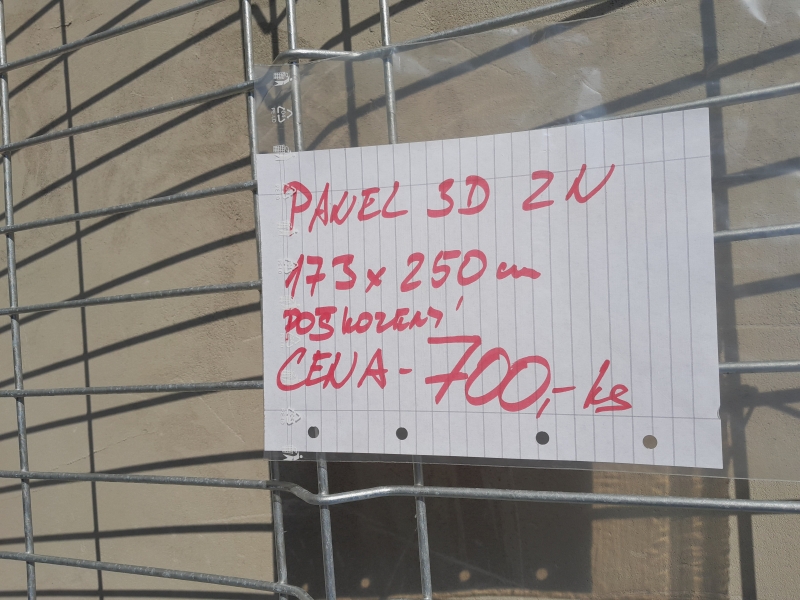 PANEL 3D ZN
173 x 250 cm
POŠKOZENÝ
CENA - 700,- ks